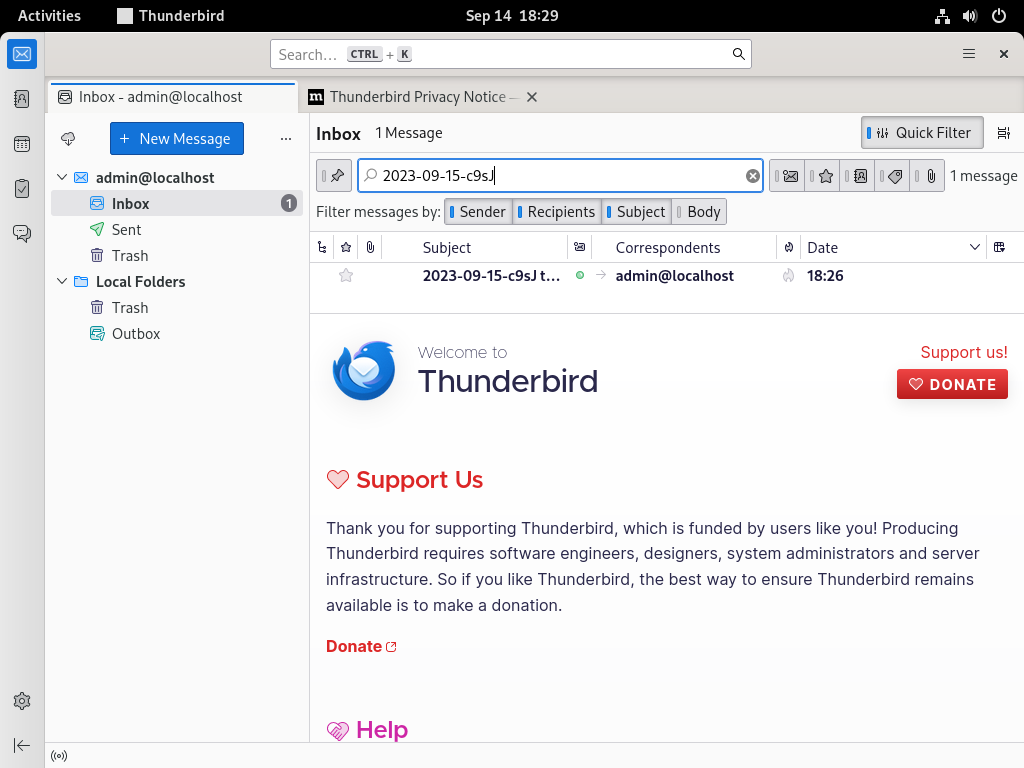 Activities Thunderbird Sep 14 18:29
Search… CTRL + K
Inbox - admin@localhost
Thunderbird Privacy Notice —
New Message
admin@localhost
Inbox 1
Sent
Trash
Local Folders
Trash
Outbox
Inbox 1 Message Quick Filter
2023-09-15-c9sJ 1 message
Filter messages by: Sender Recipients Subject Body
Subject Correspondents Date
2023-09-15-c9sJ t... admin@localhost 18:26
Welcome to
Thunderbird
Support us!
DONATE
Support Us
Thank you for supporting Thunderbird, which is funded by users like you! Producing
Thunderbird requires software engineers, designers, system administrators and server
infrastructure. So if you like Thunderbird, the best way to ensure Thunderbird remains
available is to make a donation.
Donate
Help